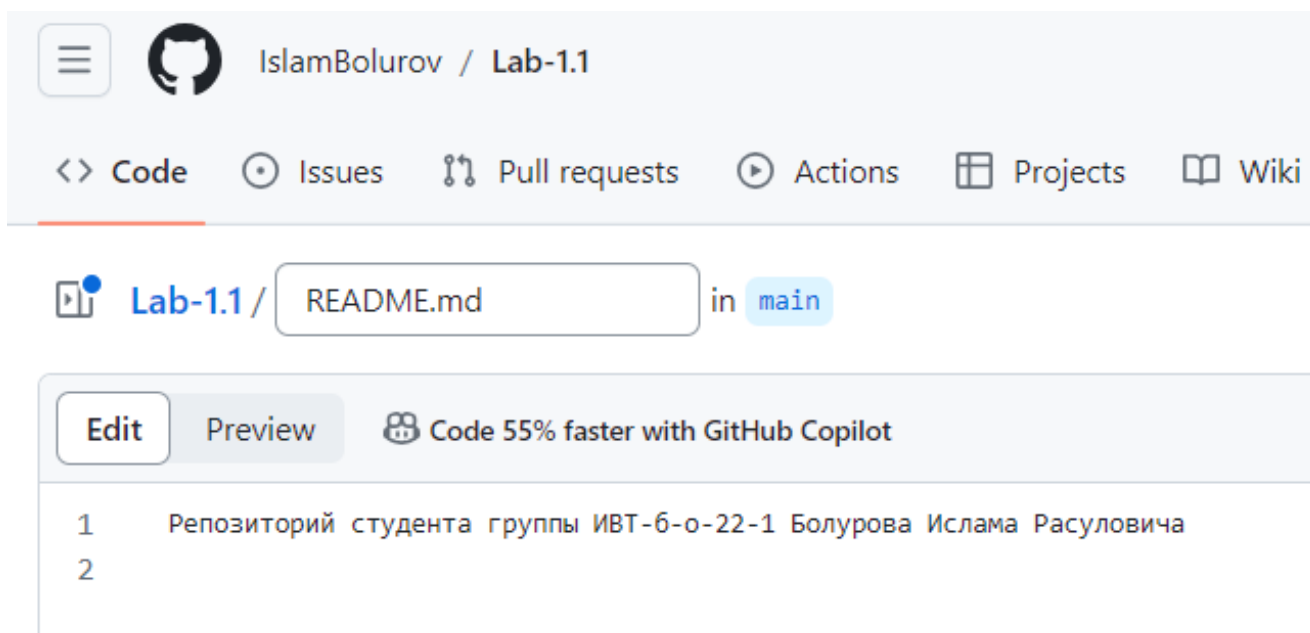 IslamBolurov / Lab-1.1
Code Issues Pull requests Actions Projects Wiki
Lab-1.1 / README.md in main
Edit Preview Code 55% faster with GitHub Copilot
1 Репозиторий студента группы ИВТ-б-о-22-1 Болурова Ислама Расуловича
2